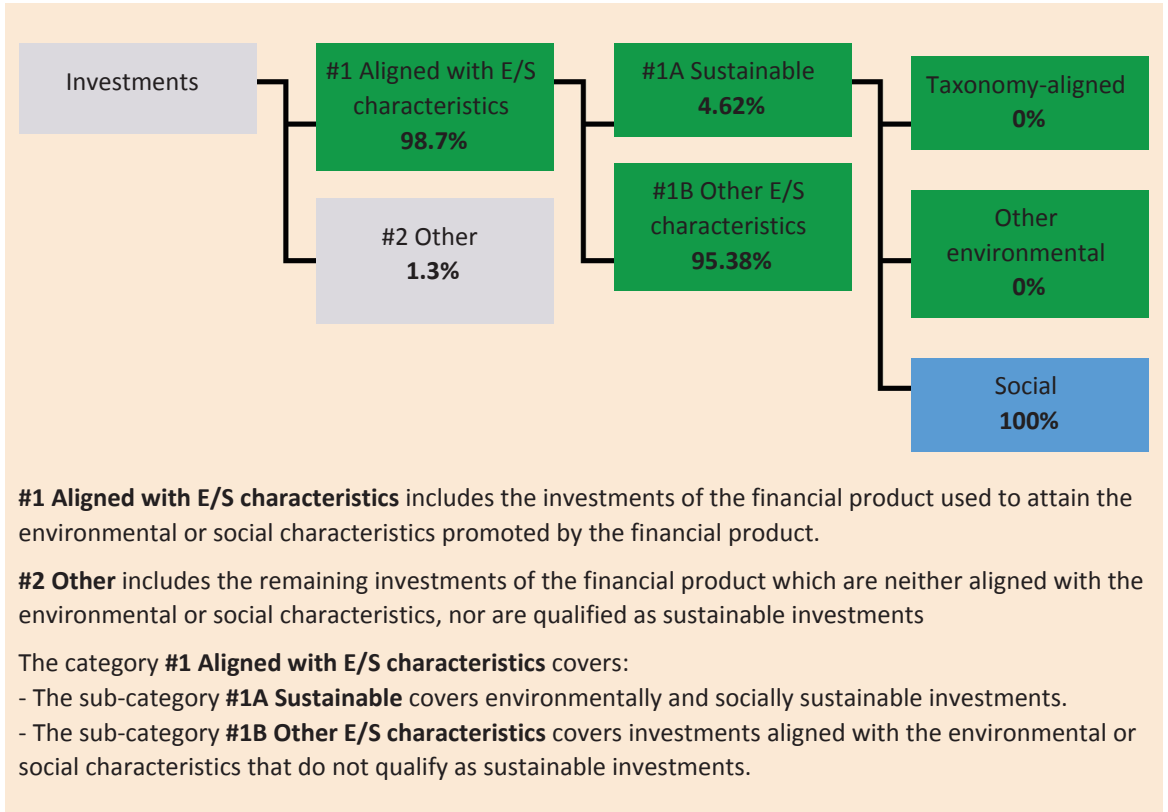 Investments
#1 Aligned with E/S
characteristics
98.7%
#2 Other
1.3%
#1A Sustainable
4.62%
#1B Other E/S
characteristics
95.38%
Taxonomy-aligned
0%
Other
environmental
0%
Social
100%
#1 Aligned with E/S characteristics includes the investments of the financial product used to attain the
environmental or social characteristics promoted by the financial product.
#2 Other includes the remaining investments of the financial product which are neither aligned with the
environmental or social characteristics, nor are qualified as sustainable investments
The category #1 Aligned with E/S characteristics covers:
- The sub-category #1A Sustainable covers environmentally and socially sustainable investments.
- The sub-category #1B Other E/S characteristics covers investments aligned with the environmental or
social characteristics that do not qualify as sustainable investments.